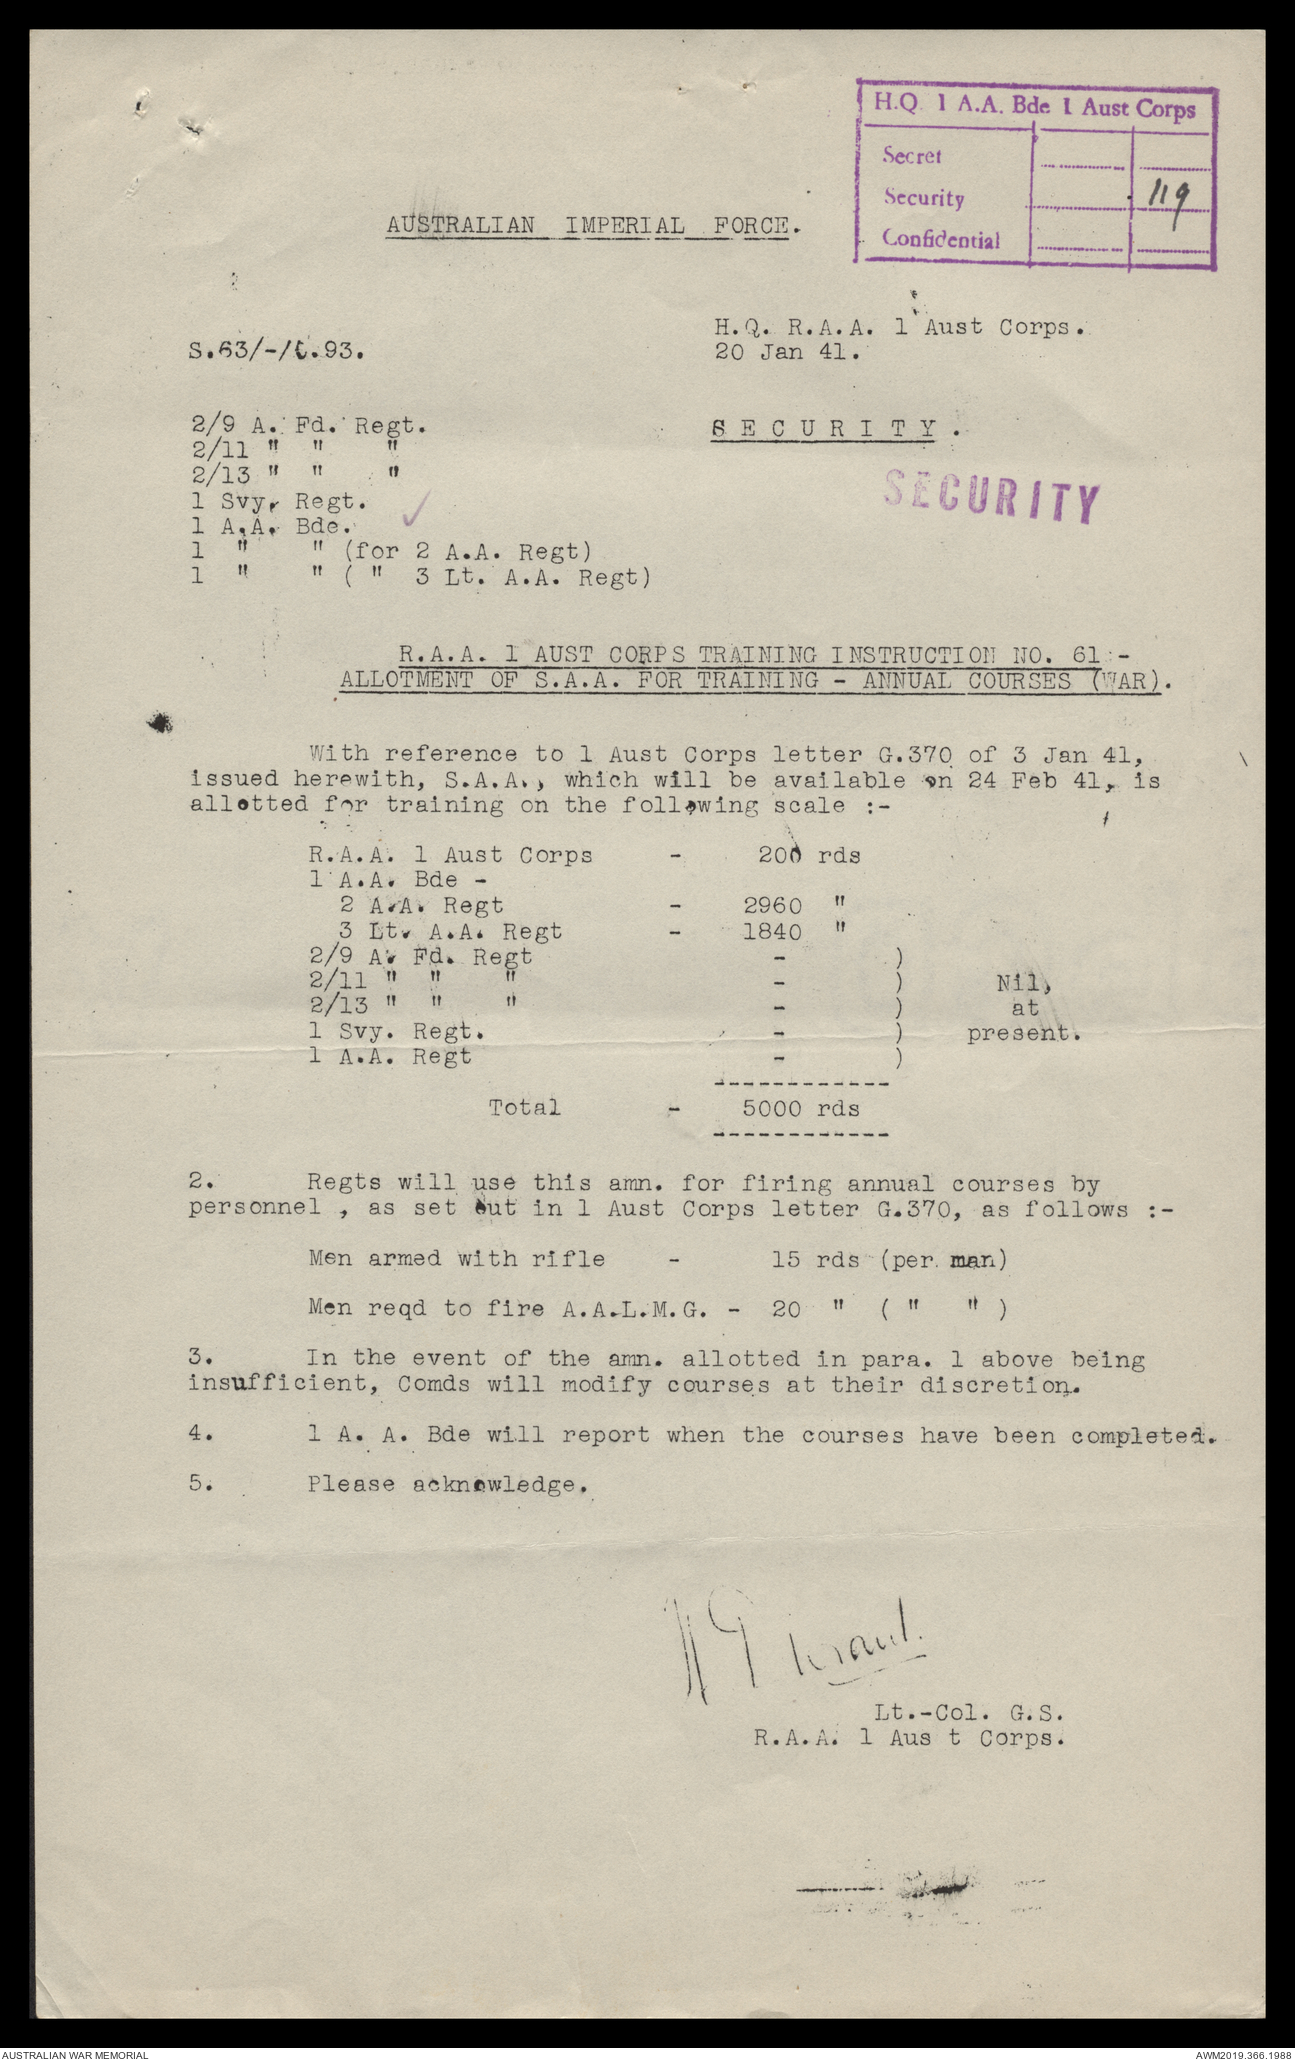 H.Q. 1 A.A. Bde 1 Aust Corps
Secret
Security 119
Confidential
AUSTRALIAN IMPERIAL FORCE.
H.Q. R.A.A. 1 Aust Corps.
S.63/-/G.93.
20 Jan 41.
2/9 A. Fd. Regt.
S E C U R I T Y .
2/11 " " "
2/13 " " "
SECURITY
1 Svy. Regt.
1 A.A. Bde.
1 " " (for 2 A.A. Regt)
1 " " ( " 3 Lt. A.A. Regt)
R.A.A. 1 AUST CORPS TRAINING INSTRUCTION NO. 61 -
ALLOTMENT OF S.A.A. FOR TRAINING - ANNUAL COURSES (WAR).
With reference to 1 Aust Corps letter G.370 of 3 Jan 41,
issued herewith, S.A.A., which will be available on 24 Feb 41, is
allotted for training on the following scale :-
R.A.A. 1 Aust Corps - 200 rds
1 A.A. Bde -
2 A.A. Regt - 2960 "
3 Lt. A.A. Regt - 1840 "
2/9 A. Fd. Regt - )
2/11 " " " - ) Nil,
2/13 " " " - ) at
1 Svy. Regt. - ) present.
1 A.A. Regt - )
------------
Total - 5000 rds
------------
2. Regts will use this amn. for firing annual courses by
personnel , as set out in 1 Aust Corps letter G.370, as follows :-
Men armed with rifle - 15 rds (per man)
Men reqd to fire A.A.L.M.G. - 20 " ( " " )
3. In the event of the amn. allotted in para. 1 above being
insufficient, Comds will modify courses at their discretion.
4. 1 A. A. Bde will report when the courses have been completed.
5. Please acknowledge.
Lt.-Col. G.S.
R.A.A. 1 Aus t Corps.
AUSTRALIAN WAR MEMORIAL
AWM2019.366.1988